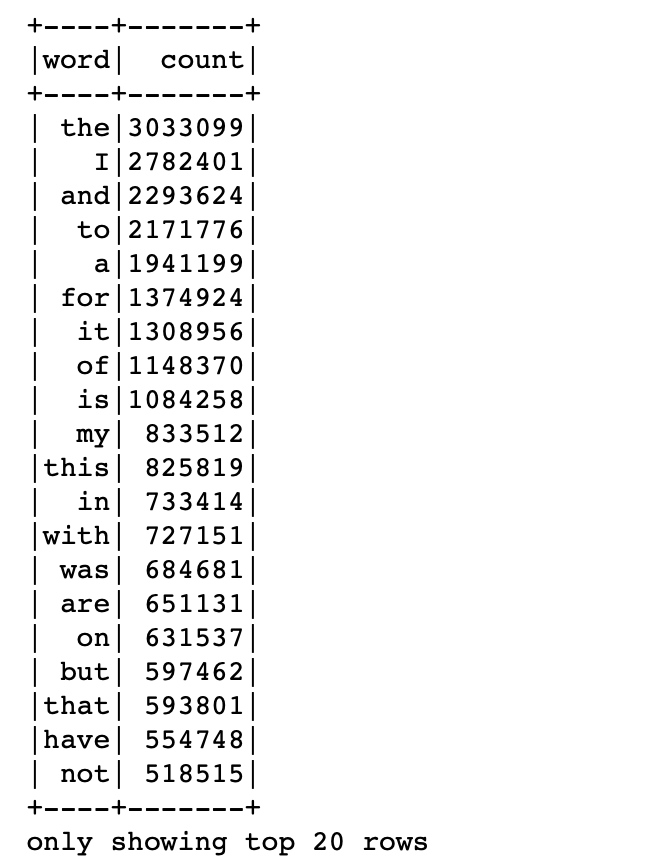 +----+-------+
|word|  count|
+----+-------+
| the|3033099|
|   I|2782401|
| and|2293624|
|  to|2171776|
|   a|1941199|
| for|1374924|
|  it|1308956|
|  of|1148370|
|  is|1084258|
|  my| 833512|
|this| 825819|
|  in| 733414|
|with| 727151|
| was| 684681|
| are| 651131|
|  on| 631537|
| but| 597462|
|that| 593801|
|have| 554748|
| not| 518515|
+----+-------+
only showing top 20 rows